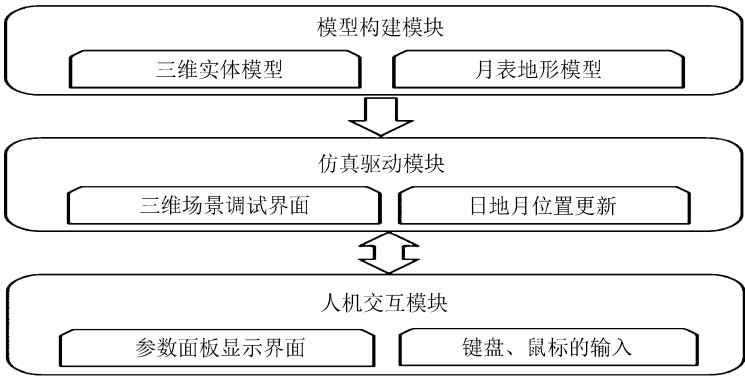 模型构建模块
三维实体模型
月表地形模型
仿真驱动模块
三维场景调试界面
日地月位置更新
人机交互模块
参数面板显示界面
键盘、鼠标的输入